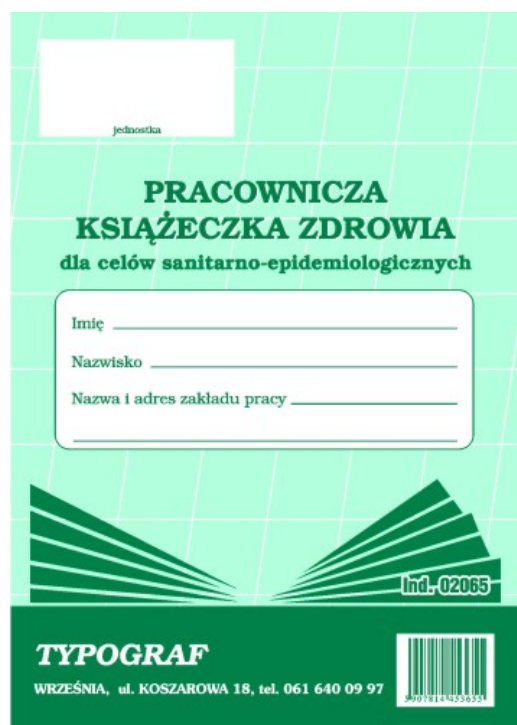 jednostka
PRACOWNICZA
KSIĄŻECZKA ZDROWIA
dla celów sanitarno-epidemiologicznych
Imię
Nazwisko
Nazwa i adres zakładu pracy
Ind.-02065
TYPOGRAF
WRZEŚNIA, ul. KOSZAROWA 18, tel. 061 640 09 97
5907814453655